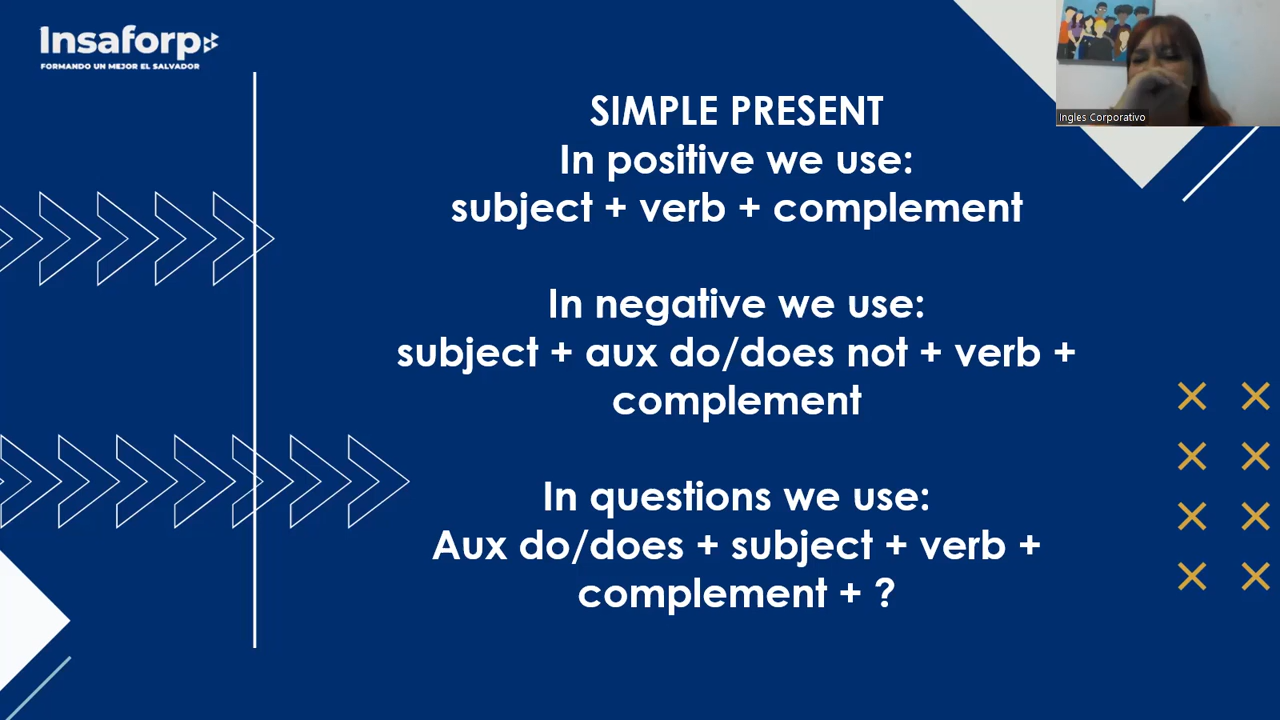 Insaforp
FORMANDO UN MEJOR EL SALVADOR
Ingles Corporativo
SIMPLE PRESENT
In positive we use:
subject + verb + complement
In negative we use:
subject + aux do/does not + verb +
complement
In questions we use:
Aux do/does + subject + verb +
complement + ?